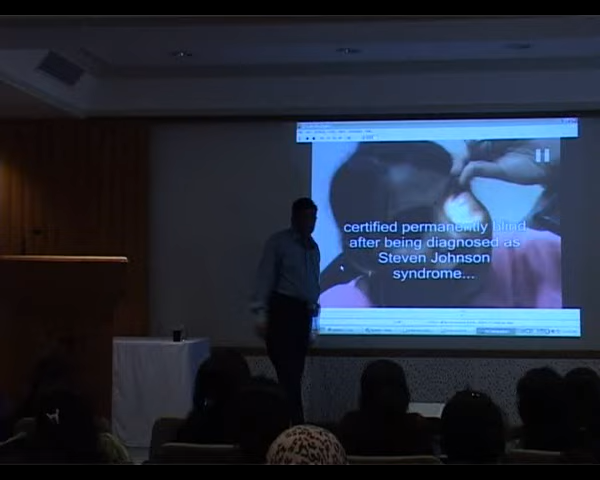 certified permanently blind
after being diagnosed as
Steven Johnson
syndrome...